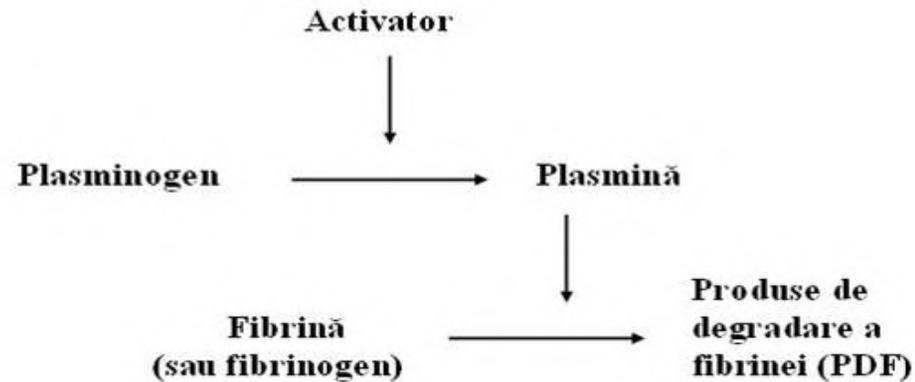 Activator
Plasminogen
Plasmină
Fibrină
(sau fibrinogen)
Produse de
degradare a
fibrinei (PDF)